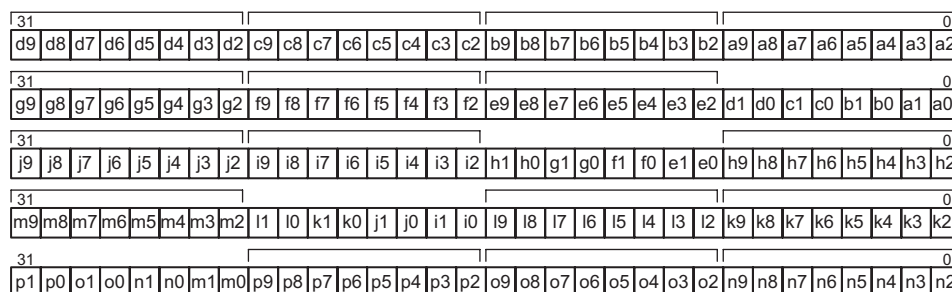 31 0
d9 d8 d7 d6 d5 d4 d3 d2 c9 c8 c7 c6 c5 c4 c3 c2 b9 b8 b7 b6 b5 b4 b3 b2 a9 a8 a7 a6 a5 a4 a3 a2
31 0
g9 g8 g7 g6 g5 g4 g3 g2 f9 f8 f7 f6 f5 f4 f3 f2 e9 e8 e7 e6 e5 e4 e3 e2 d1 d0 c1 c0 b1 b0 a1 a0
31 0
j9 j8 j7 j6 j5 j4 j3 j2 i9 i8 i7 i6 i5 i4 i3 i2 h1 h0 g1 g0 f1 f0 e1 e0 h9 h8 h7 h6 h5 h4 h3 h2
31 0
m9 m8 m7 m6 m5 m4 m3 m2 l1 l0 k1 k0 j1 j0 i1 i0 l9 l8 l7 l6 l5 l4 l3 l2 k9 k8 k7 k6 k5 k4 k3 k2
31 0
p1 p0 o1 o0 n1 n0 m1 m0 p9 p8 p7 p6 p5 p4 p3 p2 o9 o8 o7 o6 o5 o4 o3 o2 n9 n8 n7 n6 n5 n4 n3 n2